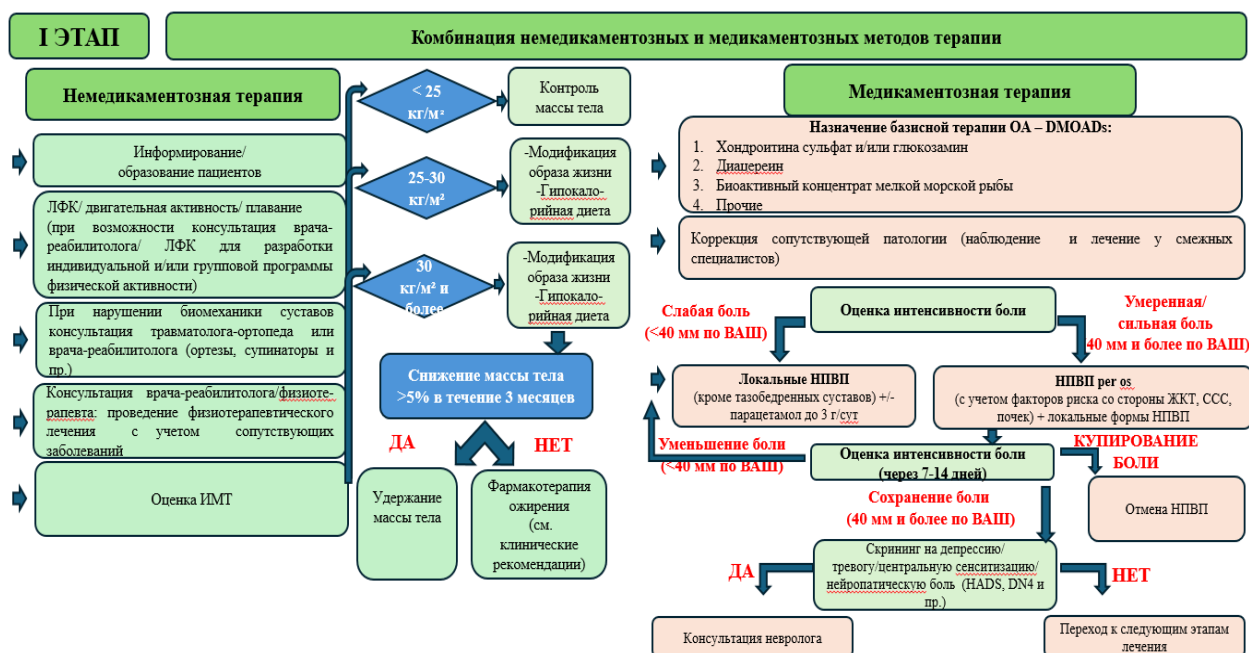 I ЭТАП
Комбинация немедикаментозных и медикаментозных методов терапии
Немедикаментозная терапия
Информирование/
образование пациентов
ЛФК/ двигательная активность/ плавание
(при возможности консультация врача-
реабилитолога/ ЛФК для разработки
индивидуальной и/или групповой программы
физической активности)
При нарушении биомеханики суставов
консультация травматолога-ортопеда или
врача-реабилитолога (ортезы, супинаторы и
пр.)
Консультация врача-реабилитолога/физиоте-
рапевта: проведение физиотерапевтического
лечения с учетом сопутствующих
заболеваний
Оценка ИМТ
< 25
кг/м²
Контроль
массы тела
25-30
кг/м²
-Модификация
образа жизни
-Гипокало-
рийная диета
30
кг/м² и
более
-Модификация
образа жизни
-Гипокало-
рийная диета
Снижение массы тела
>5% в течение 3 месяцев
ДА
НЕТ
Удержание
массы тела
Фармакотерапия
ожирения
(см.
клинические
рекомендации)
Медикаментозная терапия
Назначение базисной терапии ОА – DMOADs:
1. Хондроитина сульфат и/или глюкозамин
2. Диацереин
3. Биоактивный концентрат мелкой морской рыбы
4. Прочие
Коррекция сопутствующей патологии (наблюдение и лечение у смежных
специалистов)
Оценка интенсивности боли
Слабая боль
(<40 мм по ВАШ)
Умеренная/
сильная боль
(40 мм и более по ВАШ)
Локальные НПВП
(кроме тазобедренных суставов) +/-
парацетамол до 3 г/сут
НПВП per os
(с учетом факторов риска со стороны ЖКТ, ССС,
почек) + локальные формы НПВП
Уменьшение боли
(<40 мм по ВАШ)
Оценка интенсивности боли
(через 7-14 дней)
КУПИРОВАНИЕ
БОЛИ
Отмена НПВП
Сохранение боли
(40 мм и более по ВАШ)
Скрининг на депрессию/
тревогу/центральную сенситизацию/
нейропатическую боль (HADS, DN4 и
пр.)
ДА
НЕТ
Консультация невролога
Переход к следующим этапам
лечения